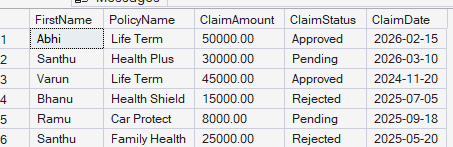 FirstName PolicyName ClaimAmount ClaimStatus ClaimDate
1 Abhi Life Term 50000.00 Approved 2026-02-15
2 Santhu Health Plus 30000.00 Pending 2026-03-10
3 Varun Life Term 45000.00 Approved 2024-11-20
4 Bhanu Health Shield 15000.00 Rejected 2025-07-05
5 Ramu Car Protect 8000.00 Pending 2025-09-18
6 Santhu Family Health 25000.00 Rejected 2025-05-20